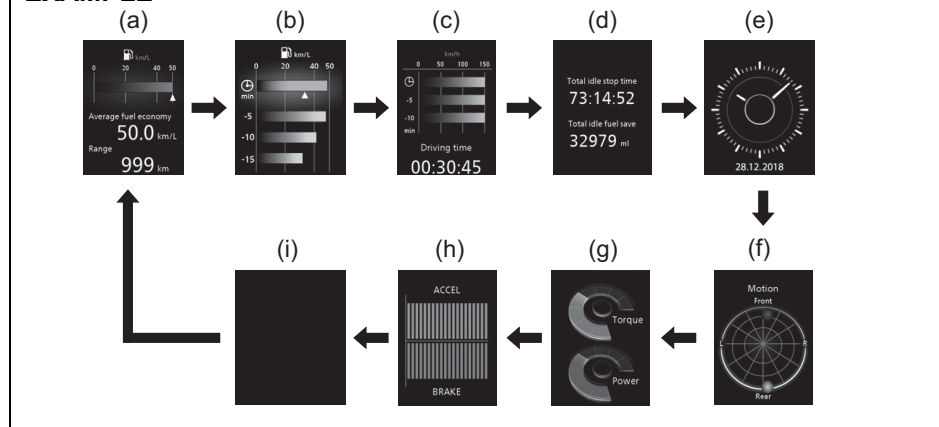 (a)
km/L
0 20 40 50
Average fuel economy
50.0 km/L
Range
999 km
(b)
km/L
0 20 40 50
min
-5
-10
-15
(c)
km/h
0 50 100 150
-5
-10
min
Driving time
00:30:45
(d)
Total idle stop time
73:14:52
Total idle fuel save
32979 ml
(e)
28.12.2018
(f)
Motion
Front
L R
Rear
(g)
Torque
Power
(h)
ACCEL
BRAKE
(i)